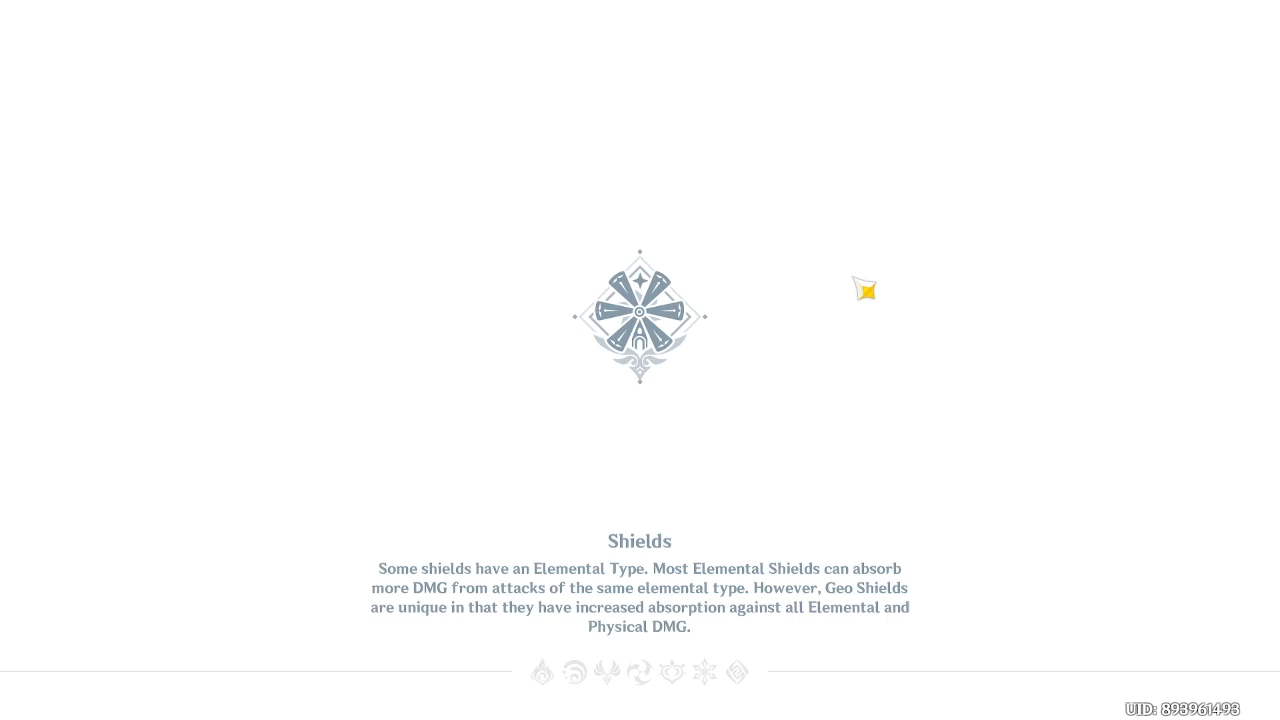 Shields
Some shields have an Elemental Type. Most Elemental Shields can absorb
more DMG from attacks of the same elemental type. However, Geo Shields
are unique in that they have increased absorption against all Elemental and
Physical DMG.
UID: 893961493